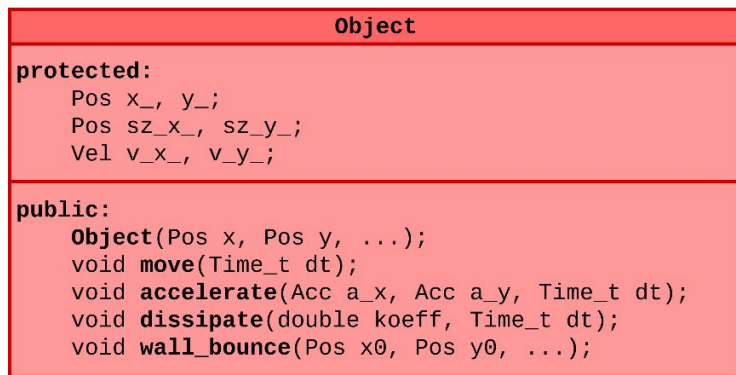 Object
protected:
Pos x_, y_;
Pos sz_x_, sz_y_;
Vel v_x_, v_y_;
public:
Object(Pos x, Pos y, ...);
void move(Time_t dt);
void accelerate(Acc a_x, Acc a_y, Time_t dt);
void dissipate(double koeff, Time_t dt);
void wall_bounce(Pos x0, Pos y0, ...);